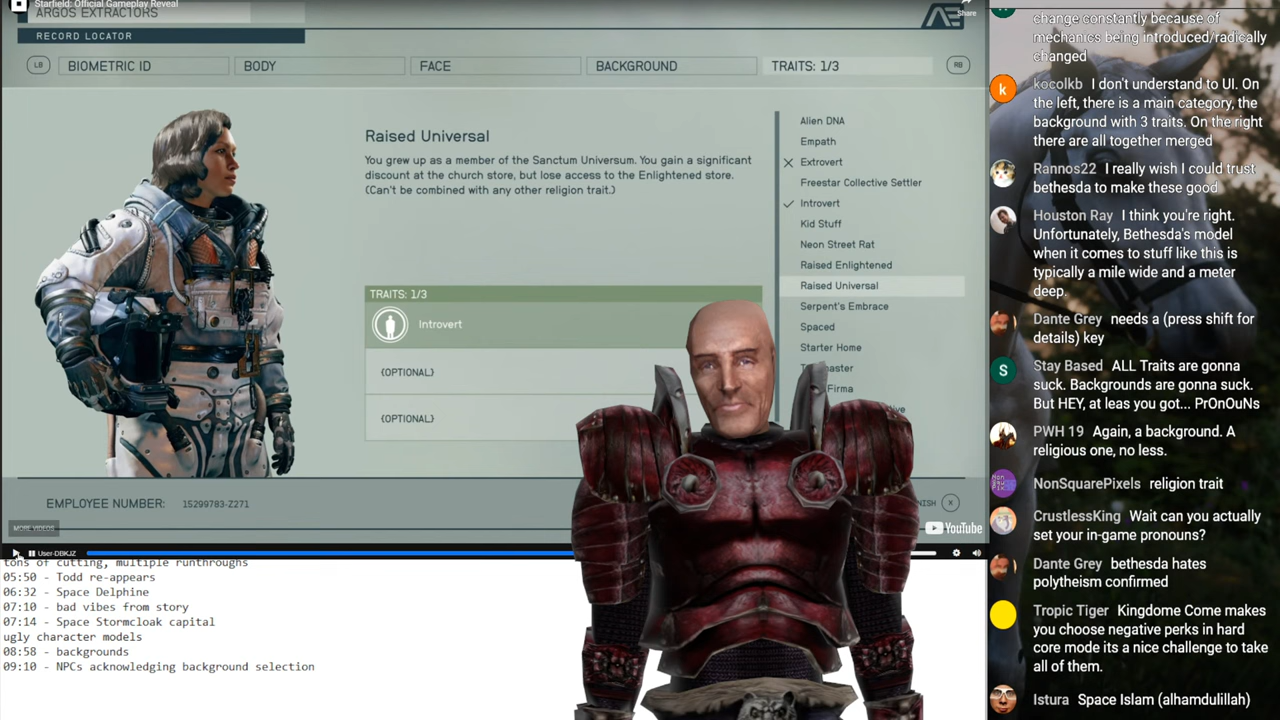 Starfield: Official Gameplay Reveal
ARGOS EXTRACTORS
Share
AE
RECORD LOCATOR
LB
BIOMETRIC ID
BODY
FACE
BACKGROUND
TRAITS: 1/3
RB
Raised Universal
You grew up as a member of the Sanctum Universum. You gain a significant
discount at the church store, but lose access to the Enlightened store.
(Can't be combined with any other religion trait.)
TRAITS: 1/3
Introvert
{OPTIONAL}
{OPTIONAL}
Alien DNA
Empath
Extrovert
Freestar Collective Settler
Introvert
Kid Stuff
Neon Street Rat
Raised Enlightened
Raised Universal
Serpent's Embrace
Spaced
Starter Home
EMPLOYEE NUMBER:
15299783-Z271
X
MORE VIDEOS
YouTube
User-DBKJZ
tons of cutting, multiple runthroughs
05:50 - Todd re-appears
06:32 - Space Delphine
07:10 - bad vibes from story
07:14 - Space Stormcloak capital
ugly character models
08:58 - backgrounds
09:10 - NPCs acknowledging background selection
change constantly because of
mechanics being introduced/radically
changed
k
kocolkb I don't understand to UI. On
the left, there is a main category, the
background with 3 traits. On the right
there are all together merged
Rannos22 I really wish I could trust
bethesda to make these good
Houston Ray I think you're right.
Unfortunately, Bethesda's model
when it comes to stuff like this is
typically a mile wide and a meter
deep.
Dante Grey needs a (press shift for
details) key
S
Stay Based ALL Traits are gonna
suck. Backgrounds are gonna suck.
But HEY, at leas you got... PrOnOuNs
PWH 19 Again, a background. A
religious one, no less.
NonSquarePixels religion trait
CrustlessKing Wait can you actually
set your in-game pronouns?
Dante Grey bethesda hates
polytheism confirmed
Tropic Tiger Kingdome Come makes
you choose negative perks in hard
core mode its a nice challenge to take
all of them.
Istura Space Islam (alhamdulillah)